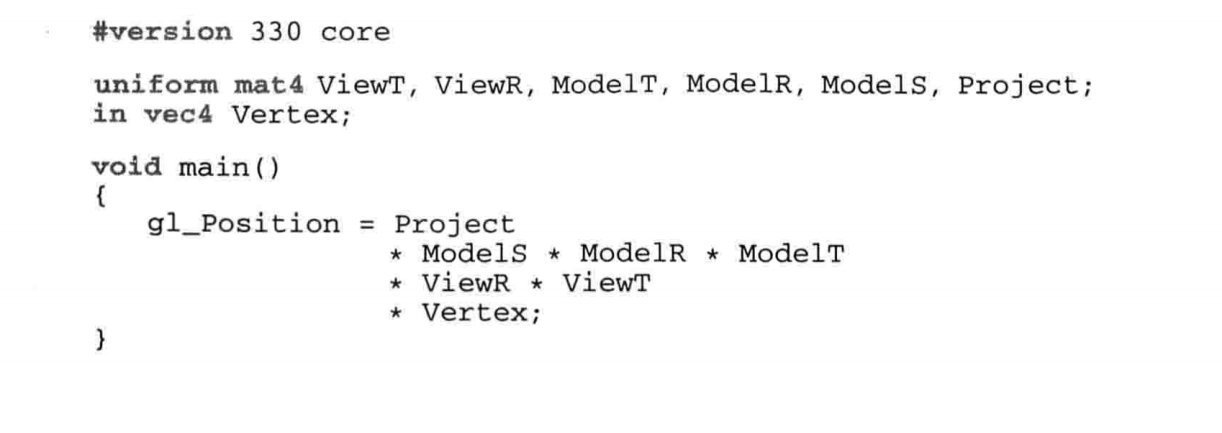 #version 330 core
uniform mat4 ViewT, ViewR, ModelT, ModelR, ModelS, Project;
in vec4 Vertex;
void main()
{
gl_Position = Project
* ModelS * ModelR * ModelT
* ViewR * ViewT
* Vertex;
}